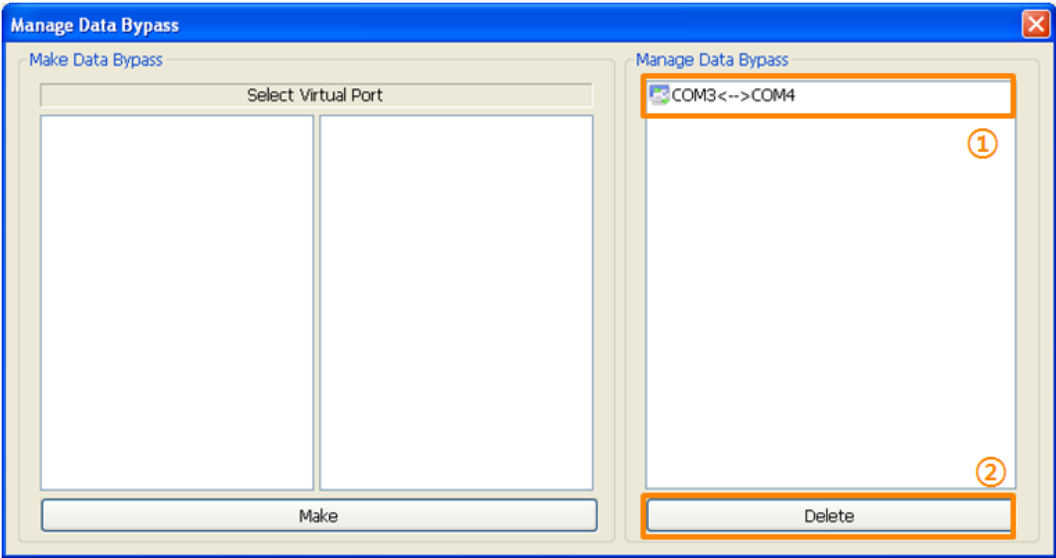 Manage Data Bypass
Make Data Bypass
Select Virtual Port
Make
Manage Data Bypass
COM3<-->COM4
①
②
Delete